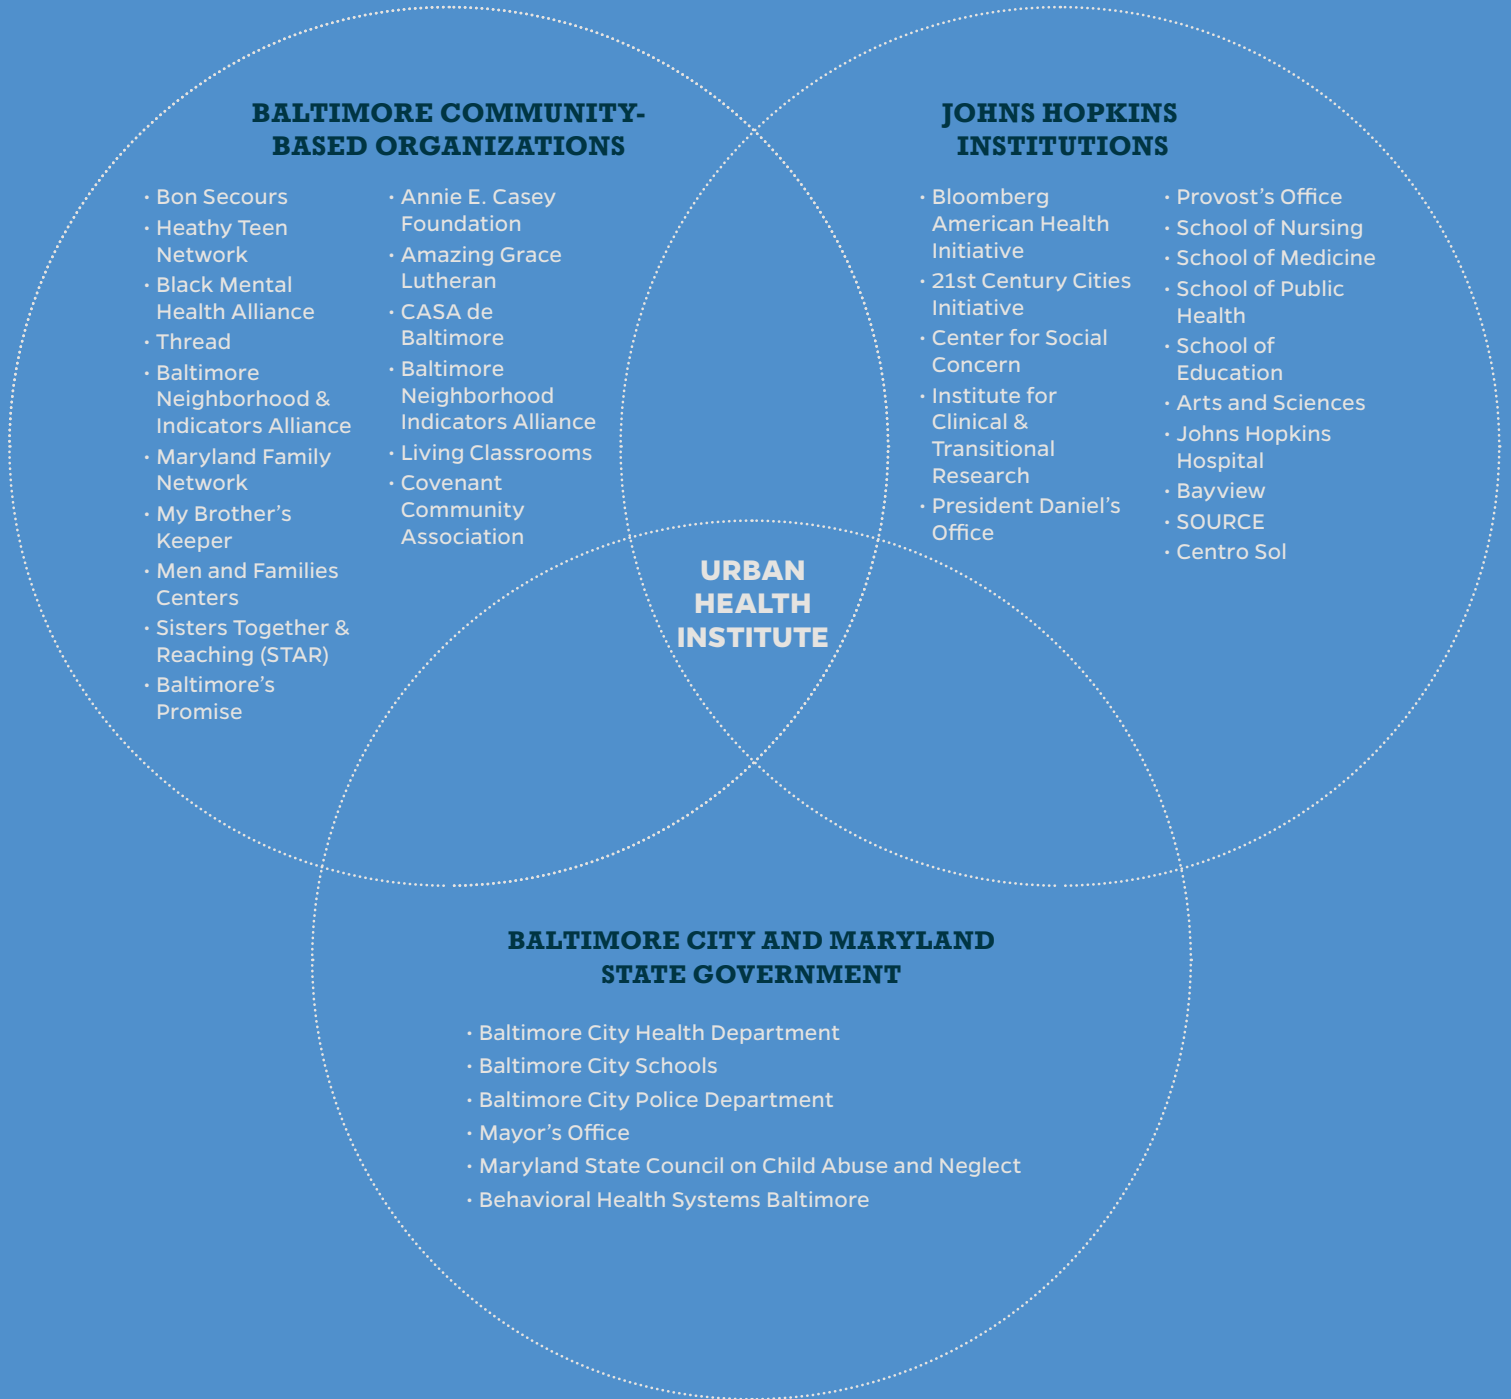 BALTIMORE COMMUNITY-
BASED ORGANIZATIONS
· Bon Secours
· Heathy Teen
Network
· Black Mental
Health Alliance
· Thread
· Baltimore
Neighborhood &
Indicators Alliance
· Maryland Family
Network
· My Brother’s
Keeper
· Men and Families
Centers
· Sisters Together &
Reaching (STAR)
· Baltimore’s
Promise
· Annie E. Casey
Foundation
· Amazing Grace
Lutheran
· CASA de
Baltimore
· Baltimore
Neighborhood
Indicators Alliance
· Living Classrooms
· Covenant
Community
Association
JOHNS HOPKINS
INSTITUTIONS
· Bloomberg
American Health
Initiative
· 21st Century Cities
Initiative
· Center for Social
Concern
· Institute for
Clinical &
Transitional
Research
· President Daniel’s
Office
· Provost’s Office
· School of Nursing
· School of Medicine
· School of Public
Health
· School of
Education
· Arts and Sciences
· Johns Hopkins
Hospital
· Bayview
· SOURCE
· Centro Sol
URBAN
HEALTH
INSTITUTE
BALTIMORE CITY AND MARYLAND
STATE GOVERNMENT
· Baltimore City Health Department
· Baltimore City Schools
· Baltimore City Police Department
· Mayor’s Office
· Maryland State Council on Child Abuse and Neglect
· Behavioral Health Systems Baltimore